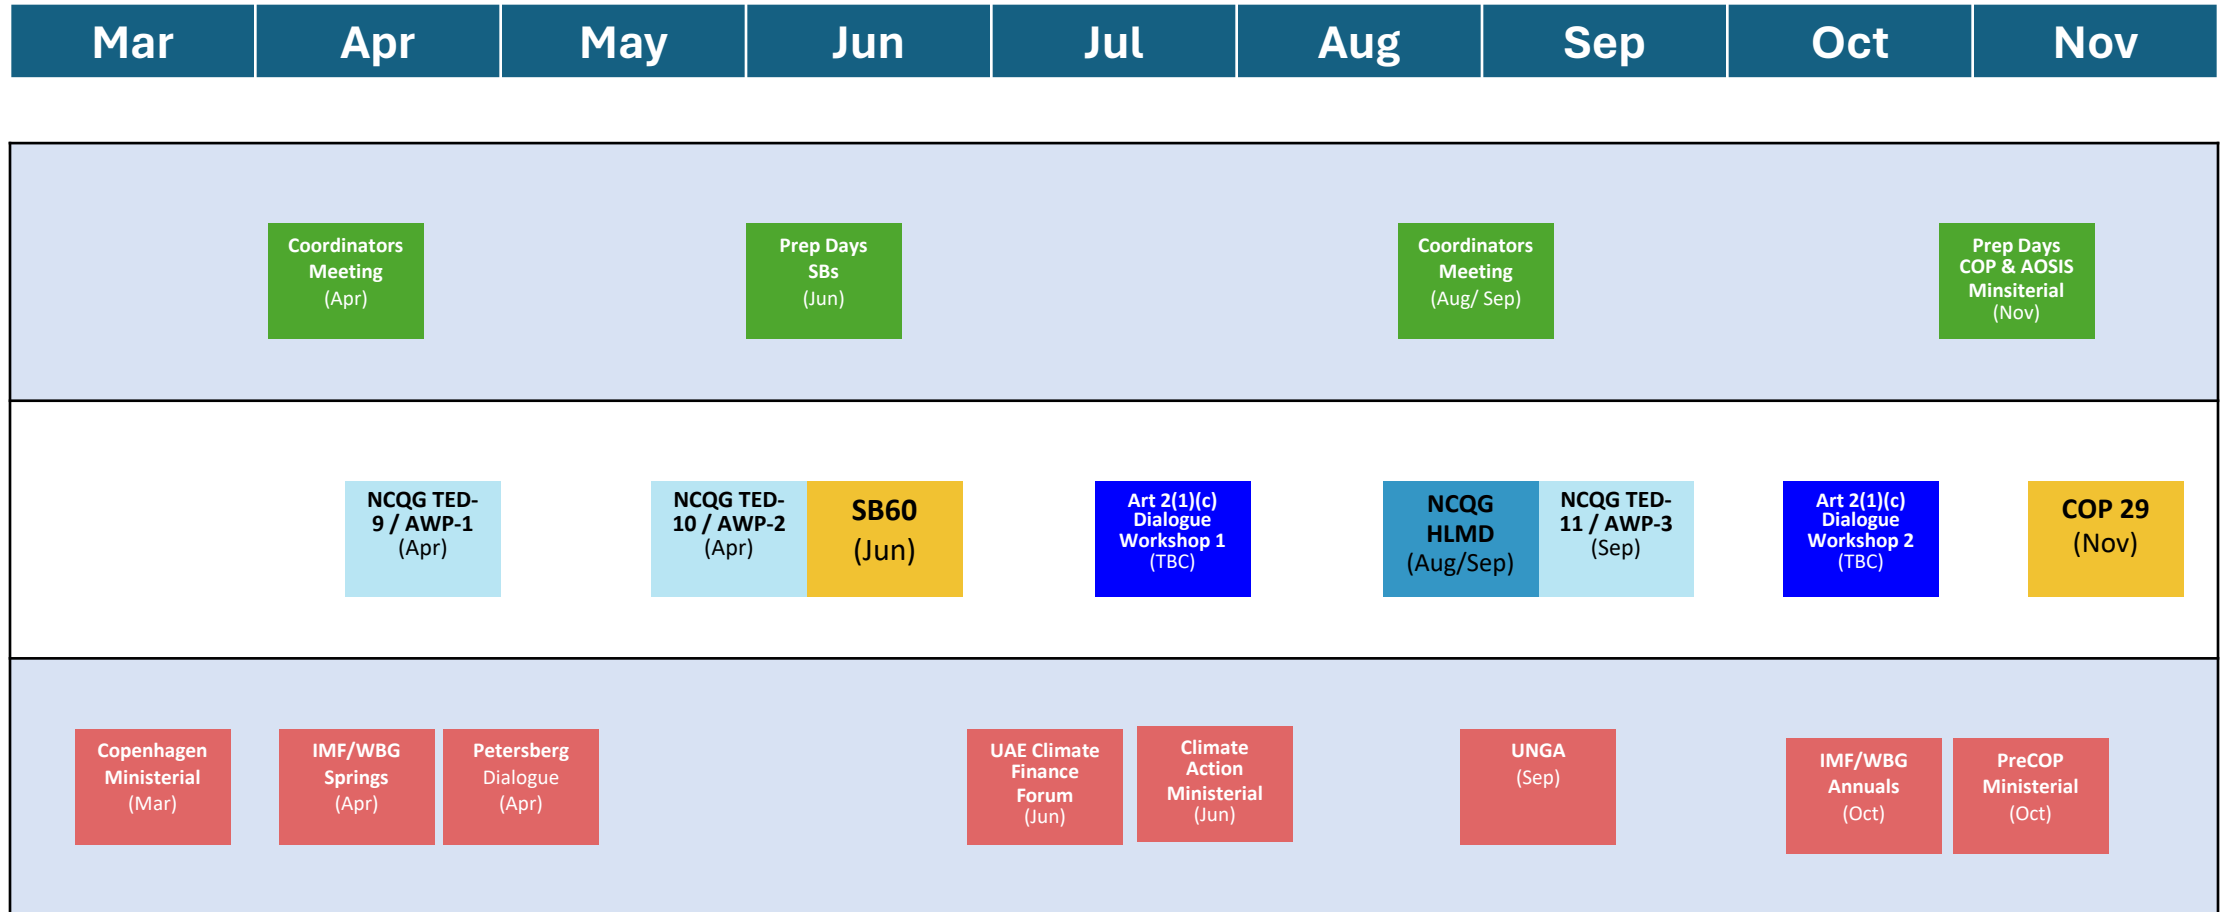 Mar
Apr
May
Jun
Jul
Aug
Sep
Oct
Nov
Coordinators
Meeting
(Apr)
Prep Days
SBs
(Jun)
Coordinators
Meeting
(Aug/ Sep)
Prep Days
COP & AOSIS
Minsiterial
(Nov)
NCQG TED-
9 / AWP-1
(Apr)
NCQG TED-
10 / AWP-2
(Apr)
SB60
(Jun)
Art 2(1)(c)
Dialogue
Workshop 1
(TBC)
NCQG
HLMD
(Aug/Sep)
NCQG TED-
11 / AWP-3
(Sep)
Art 2(1)(c)
Dialogue
Workshop 2
(TBC)
COP 29
(Nov)
Copenhagen
Ministerial
(Mar)
IMF/WBG
Springs
(Apr)
Petersberg
Dialogue
(Apr)
UAE Climate
Finance
Forum
(Jun)
Climate
Action
Ministerial
(Jun)
UNGA
(Sep)
IMF/WBG
Annuals
(Oct)
PreCOP
Ministerial
(Oct)